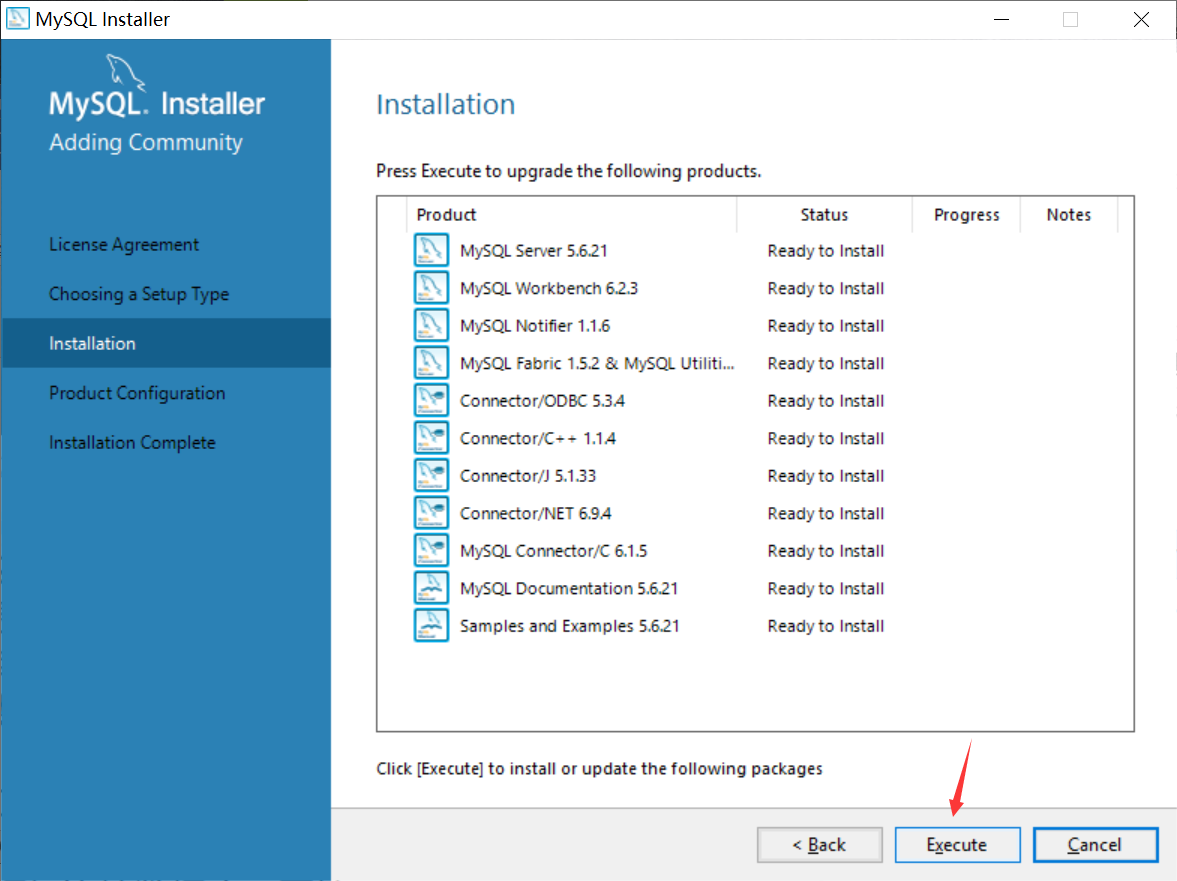 MySQL Installer
MySQL. Installer
Adding Community
License Agreement
Choosing a Setup Type
Installation
Product Configuration
Installation Complete
Installation
Press Execute to upgrade the following products.
Product Status Progress Notes
MySQL Server 5.6.21 Ready to Install
MySQL Workbench 6.2.3 Ready to Install
MySQL Notifier 1.1.6 Ready to Install
MySQL Fabric 1.5.2 & MySQL Utiliti... Ready to Install
Connector/ODBC 5.3.4 Ready to Install
Connector/C++ 1.1.4 Ready to Install
Connector/J 5.1.33 Ready to Install
Connector/NET 6.9.4 Ready to Install
MySQL Connector/C 6.1.5 Ready to Install
MySQL Documentation 5.6.21 Ready to Install
Samples and Examples 5.6.21 Ready to Install
Click [Execute] to install or update the following packages
< Back Execute Cancel